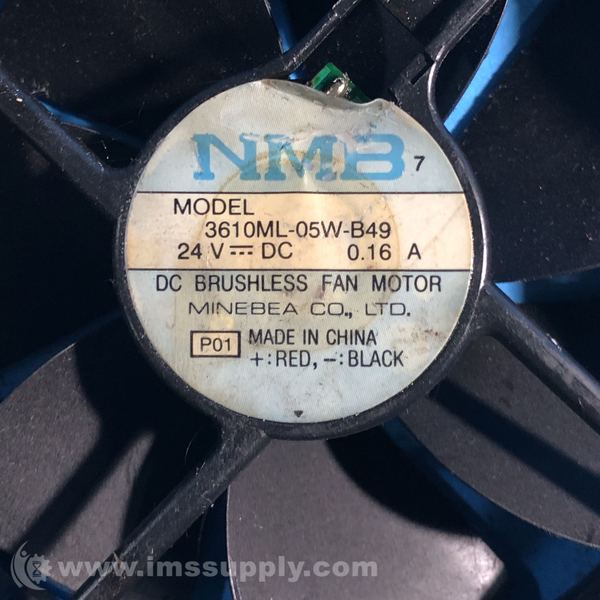 NMB 7
MODEL
3610ML-05W-B49
24 V ⎓ DC 0.16 A
DC BRUSHLESS FAN MOTOR
MINEBEA CO., LTD.
P01 MADE IN CHINA
+:RED, -:BLACK
www.imssupply.com